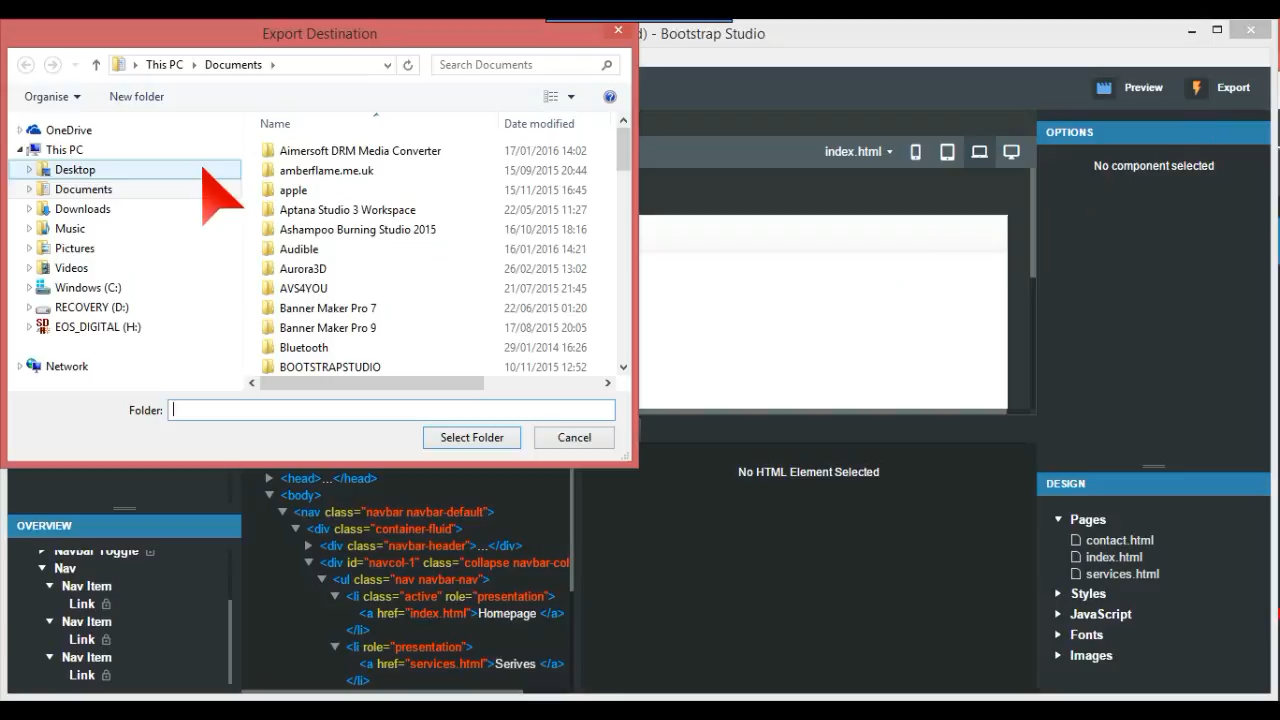 Export Destination
d) - Bootstrap Studio
This PC Documents
Search Documents
Preview
Export
Organise
New folder
Name
Date modified
OneDrive
This PC
Desktop
Documents
Downloads
Music
Pictures
Videos
Windows (C:)
RECOVERY (D:)
EOS_DIGITAL (H:)
Network
Aimersoft DRM Media Converter 17/01/2016 14:02
amberflame.me.uk 15/09/2015 20:44
apple 15/11/2015 16:45
Aptana Studio 3 Workspace 22/05/2015 11:27
Ashampoo Burning Studio 2015 16/10/2015 18:16
Audible 16/01/2016 14:21
Aurora3D 26/02/2015 13:02
AVS4YOU 21/07/2015 21:45
Banner Maker Pro 7 22/06/2015 01:20
Banner Maker Pro 9 17/08/2015 20:05
Bluetooth 29/01/2014 16:26
BOOTSTRAPSTUDIO 10/11/2015 12:52
Folder:
Select Folder
Cancel
index.html
OPTIONS
No component selected
OVERVIEW
Navbar Toggle
Nav
Nav Item
Link
Nav Item
Link
Nav Item
Link
<head>...</head>
<body>
<nav class="navbar navbar-default">
<div class="container-fluid">
<div class="navbar-header">...</div>
<div id="navcol-1" class="collapse navbar-col
<ul class="nav navbar-nav">
<li class="active" role="presentation">
<a href="index.html">Homepage </a>
</li>
<li role="presentation">
<a href="services.html">Serives </a>
</li>
No HTML Element Selected
DESIGN
Pages
contact.html
index.html
services.html
Styles
JavaScript
Fonts
Images